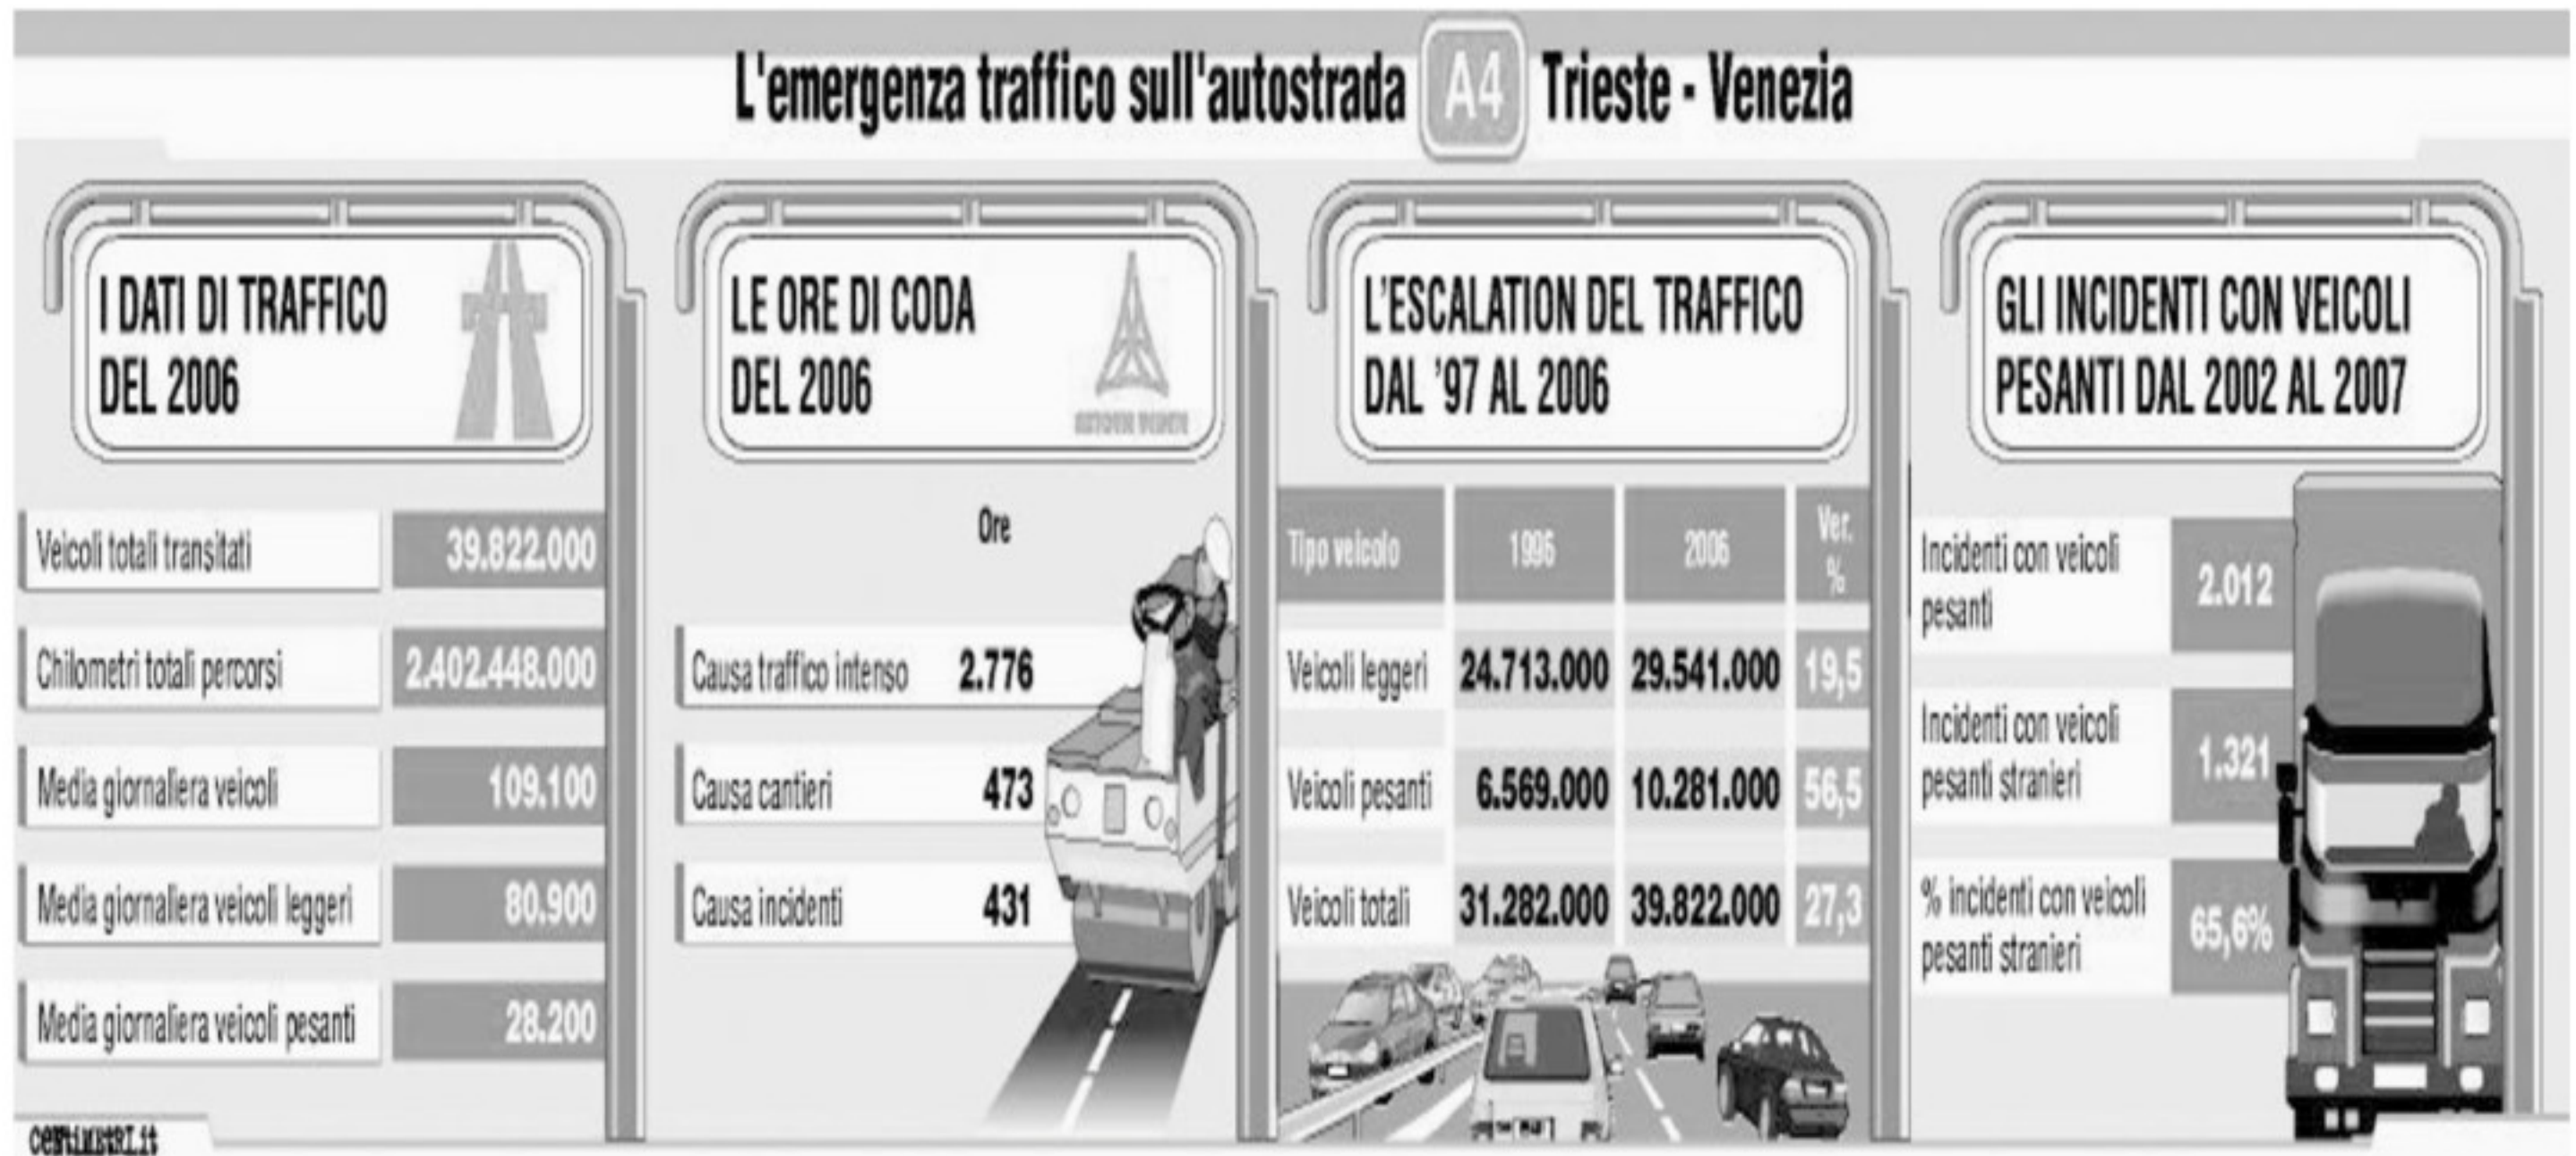 L'emergenza traffico sull'autostrada A4 Trieste - Venezia
I DATI DI TRAFFICO
DEL 2006
Veicoli totali transitati 39.822.000
Chilometri totali percorsi 2.402.448.000
Media giornaliera veicoli 109.100
Media giornaliera veicoli leggeri 80.900
Media giornaliera veicoli pesanti 28.200
LE ORE DI CODA
DEL 2006
Ore
Causa traffico intenso 2.776
Causa cantieri 473
Causa incidenti 431
L'ESCALATION DEL TRAFFICO
DAL '97 AL 2006
Tipo veicolo 1996 2006 Ver. %
Veicoli leggeri 24.713.000 29.541.000 19,5
Veicoli pesanti 6.569.000 10.281.000 56,5
Veicoli totali 31.282.000 39.822.000 27,3
GLI INCIDENTI CON VEICOLI
PESANTI DAL 2002 AL 2007
Incidenti con veicoli
pesanti 2.012
Incidenti con veicoli
pesanti stranieri 1.321
% incidenti con veicoli
pesanti stranieri 65,6%
CENTIMETRI.it